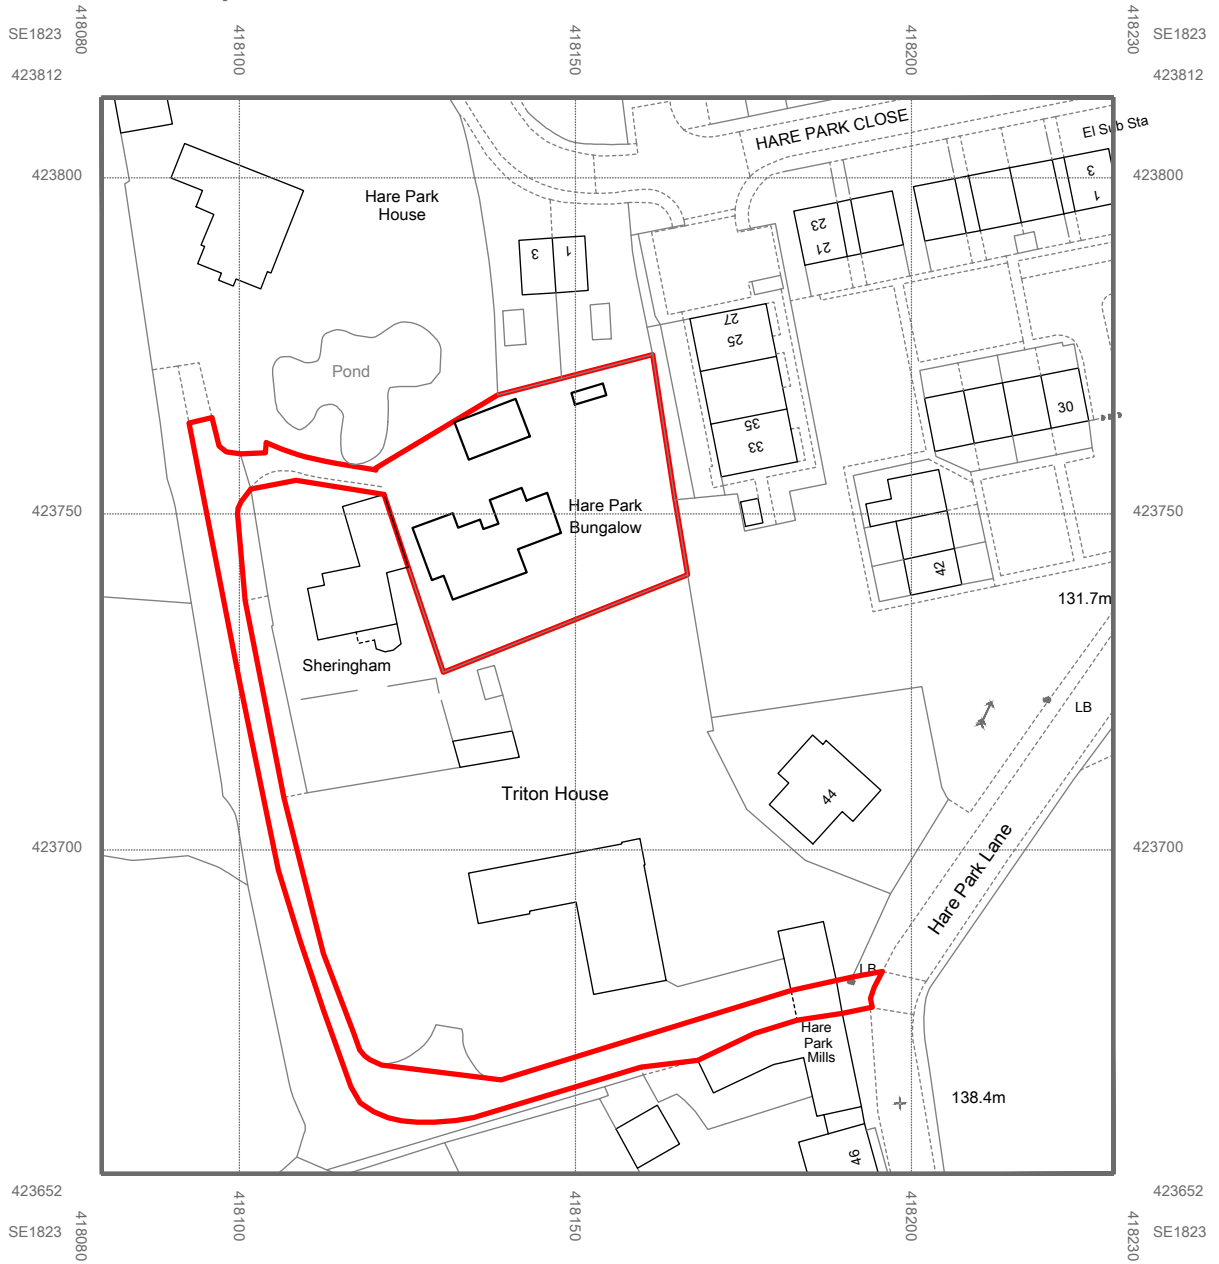 SE1823
418080
418100
418150
418200
418230
SE1823
423812
423812
HARE PARK CLOSE
El Sub Sta
423800
423800
Hare Park
House
3
1
23
21
3
1
27
25
Pond
30
35
33
423750
423750
Hare Park
Bungalow
42
131.7m
Sheringham
LB
Triton House
44
423700
423700
Hare Park Lane
LB
Hare
Park
Mills
138.4m
46
423652
423652
SE1823
418080
418100
418150
418200
418230
SE1823